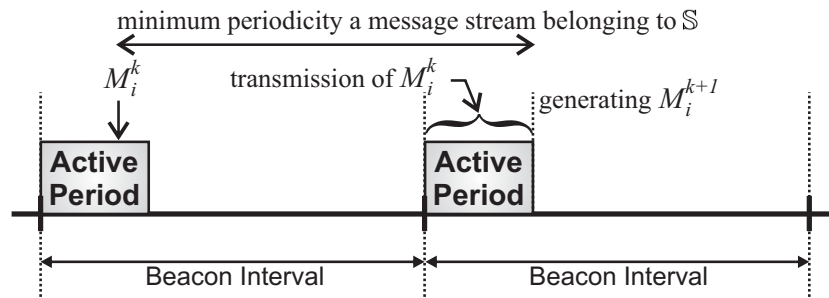 minimum periodicity a message stream belonging to 𝕊
M_i^k
transmission of M_i^k
generating M_i^{k+1}
Active Period
Active Period
Beacon Interval
Beacon Interval